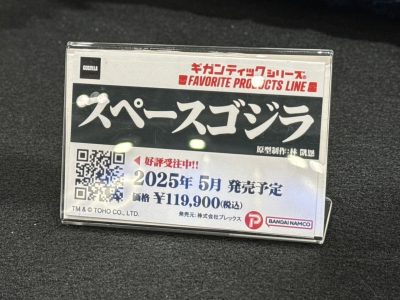 GODZILLA
ギガンティックシリーズ
FAVORITE PRODUCTS LINE
スペースゴジラ
原型制作:林 凱恩
好評受注中!!
2025年 5月 発売予定
価格 ¥119,900(税込)
発売元: 株式会社プレックス
TM & © TOHO CO., LTD.
BANDAI NAMCO